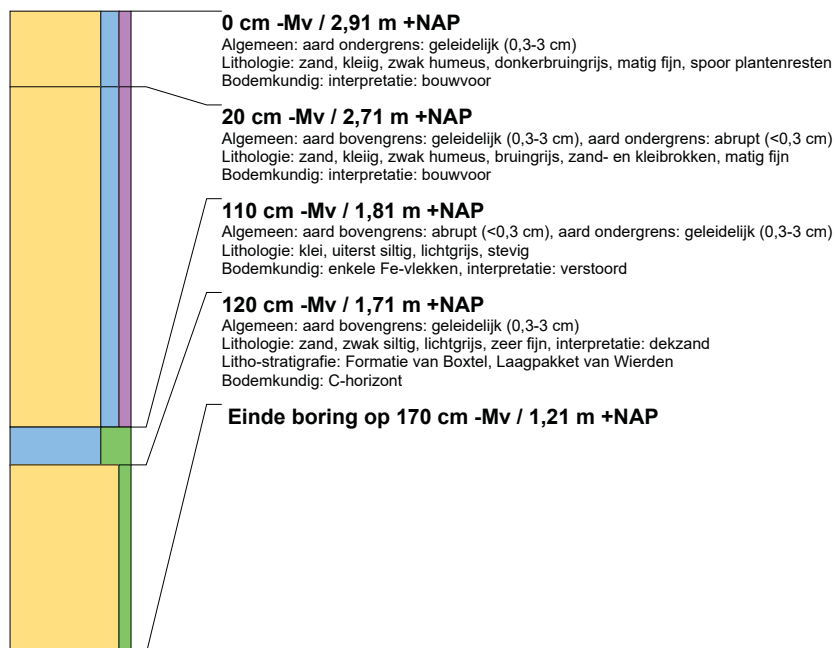 0 cm -Mv / 2,91 m +NAP
Algemeen: aard ondergrens: geleidelijk (0,3-3 cm)
Lithologie: zand, kleiig, zwak humeus, donkerbruingrijs, matig fijn, spoor plantenresten
Bodemkundig: interpretatie: bouwvoor
20 cm -Mv / 2,71 m +NAP
Algemeen: aard bovengrens: geleidelijk (0,3-3 cm), aard ondergrens: abrupt (<0,3 cm)
Lithologie: zand, kleiig, zwak humeus, bruingrijs, zand- en kleibrokken, matig fijn
Bodemkundig: interpretatie: bouwvoor
110 cm -Mv / 1,81 m +NAP
Algemeen: aard bovengrens: abrupt (<0,3 cm), aard ondergrens: geleidelijk (0,3-3 cm)
Lithologie: klei, uiterst siltig, lichtgrijs, stevig
Bodemkundig: enkele Fe-vlekken, interpretatie: verstoord
120 cm -Mv / 1,71 m +NAP
Algemeen: aard bovengrens: geleidelijk (0,3-3 cm)
Lithologie: zand, zwak siltig, lichtgrijs, zeer fijn, interpretatie: dekzand
Litho-stratigrafie: Formatie van Boxtel, Laagpakket van Wierden
Bodemkundig: C-horizont
Einde boring op 170 cm -Mv / 1,21 m +NAP